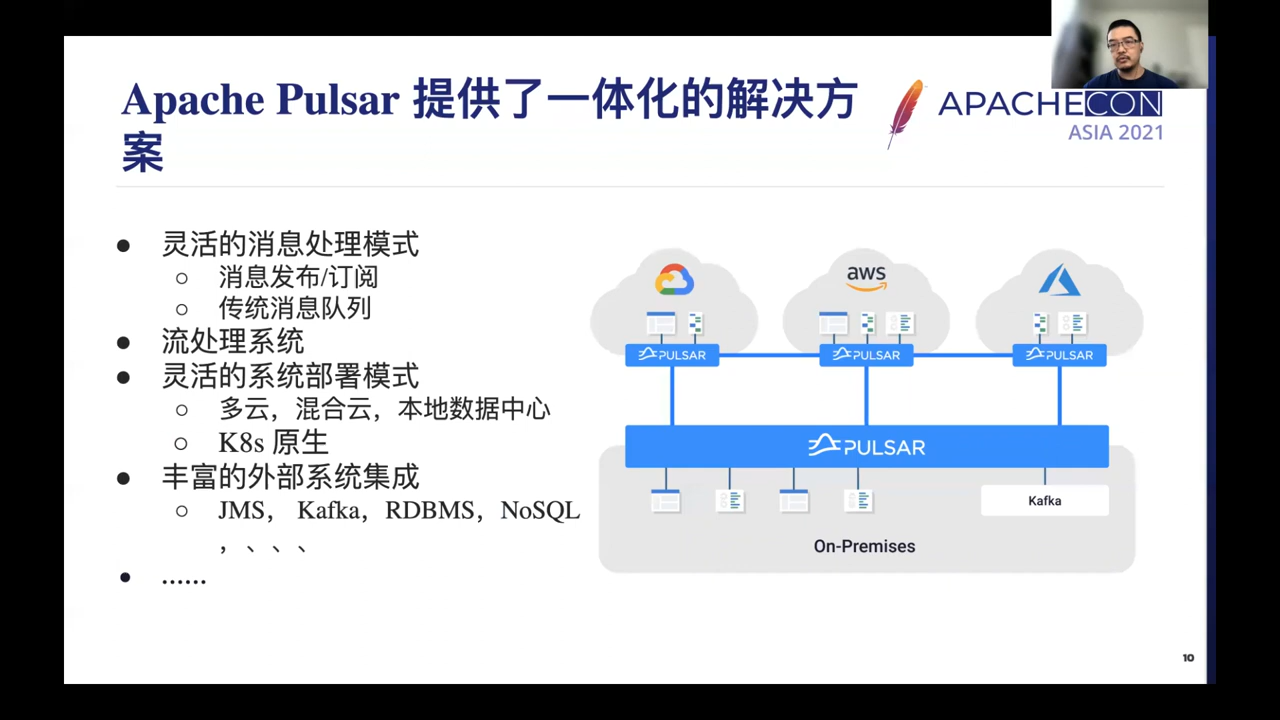 Apache Pulsar 提供了一体化的解决方
案
APACHECON
ASIA 2021
● 灵活的消息处理模式
○ 消息发布/订阅
○ 传统消息队列
● 流处理系统
● 灵活的系统部署模式
○ 多云，混合云，本地数据中心
○ K8s 原生
● 丰富的外部系统集成
○ JMS， Kafka，RDBMS，NoSQL
，、、、
● ......
aws
PULSAR
PULSAR
PULSAR
PULSAR
Kafka
On-Premises
10